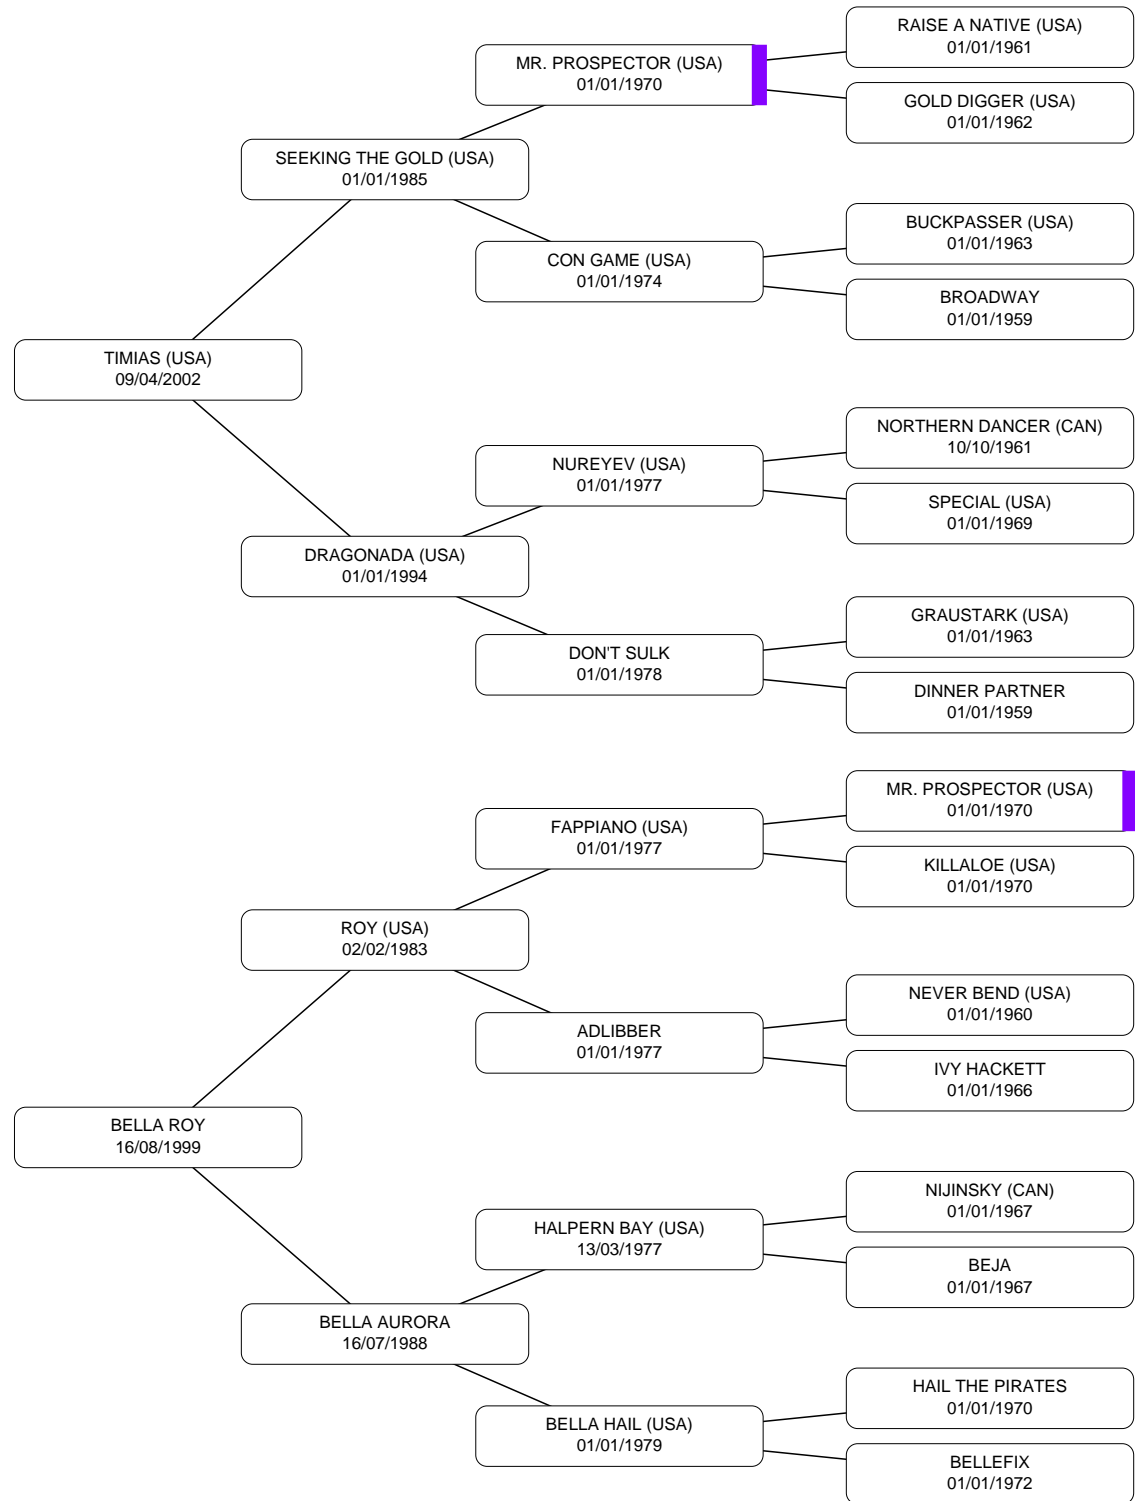 RAISE A NATIVE (USA)
01/01/1961
MR. PROSPECTOR (USA)
01/01/1970
GOLD DIGGER (USA)
01/01/1962
SEEKING THE GOLD (USA)
01/01/1985
BUCKPASSER (USA)
01/01/1963
CON GAME (USA)
01/01/1974
BROADWAY
01/01/1959
TIMIAS (USA)
09/04/2002
NORTHERN DANCER (CAN)
10/10/1961
NUREYEV (USA)
01/01/1977
SPECIAL (USA)
01/01/1969
DRAGONADA (USA)
01/01/1994
GRAUSTARK (USA)
01/01/1963
DON'T SULK
01/01/1978
DINNER PARTNER
01/01/1959
MR. PROSPECTOR (USA)
01/01/1970
FAPPIANO (USA)
01/01/1977
KILLALOE (USA)
01/01/1970
ROY (USA)
02/02/1983
NEVER BEND (USA)
01/01/1960
ADLIBBER
01/01/1977
IVY HACKETT
01/01/1966
BELLA ROY
16/08/1999
NIJINSKY (CAN)
01/01/1967
HALPERN BAY (USA)
13/03/1977
BEJA
01/01/1967
BELLA AURORA
16/07/1988
HAIL THE PIRATES
01/01/1970
BELLA HAIL (USA)
01/01/1979
BELLEFIX
01/01/1972